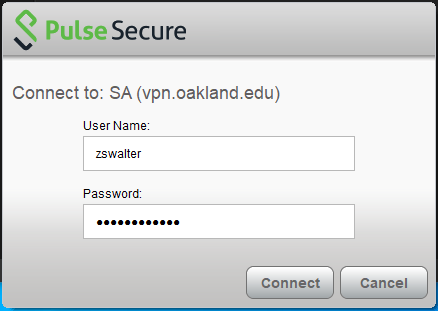 Pulse Secure
Connect to: SA (vpn.oakland.edu)
User Name:
zswalter
Password:
●●●●●●●●●●●●
Connect Cancel